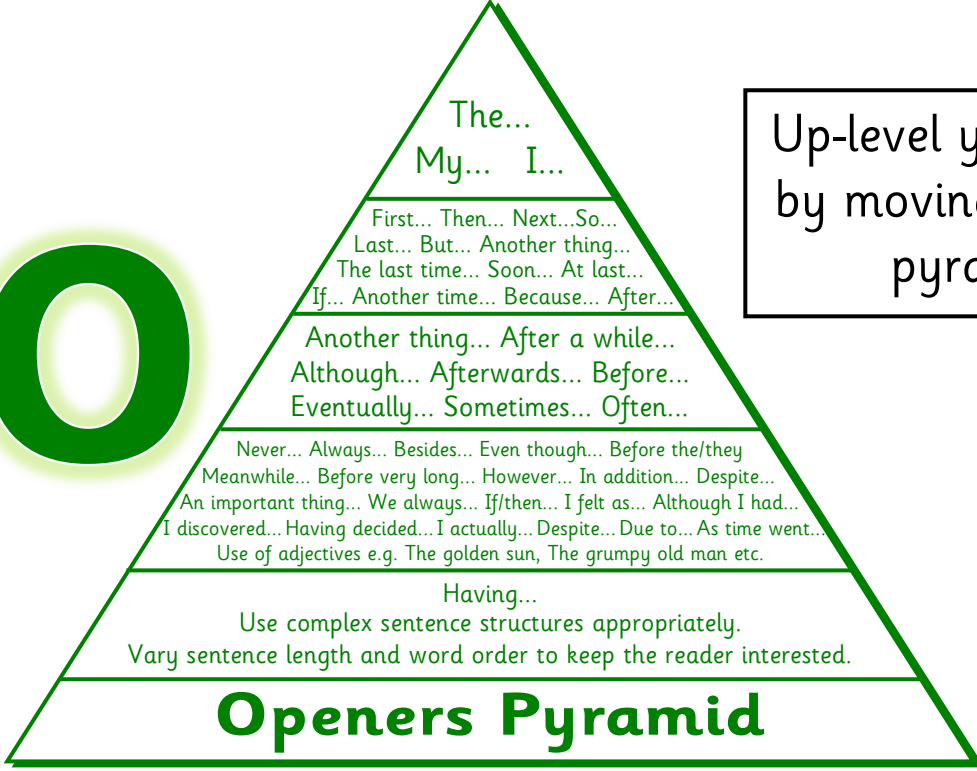 The...
My... I...
First... Then... Next...So...
Last... But... Another thing...
The last time... Soon... At last...
If... Another time... Because... After...
Another thing... After a while...
Although... Afterwards... Before...
Eventually... Sometimes... Often...
Never... Always... Besides... Even though... Before the/they
Meanwhile... Before very long... However... In addition... Despite...
An important thing... We always... If/then... I felt as... Although I had...
I discovered... Having decided... I actually... Despite... Due to... As time went...
Use of adjectives e.g. The golden sun, The grumpy old man etc.
Having...
Use complex sentence structures appropriately.
Vary sentence length and word order to keep the reader interested.
Openers Pyramid
O
Up-level
by